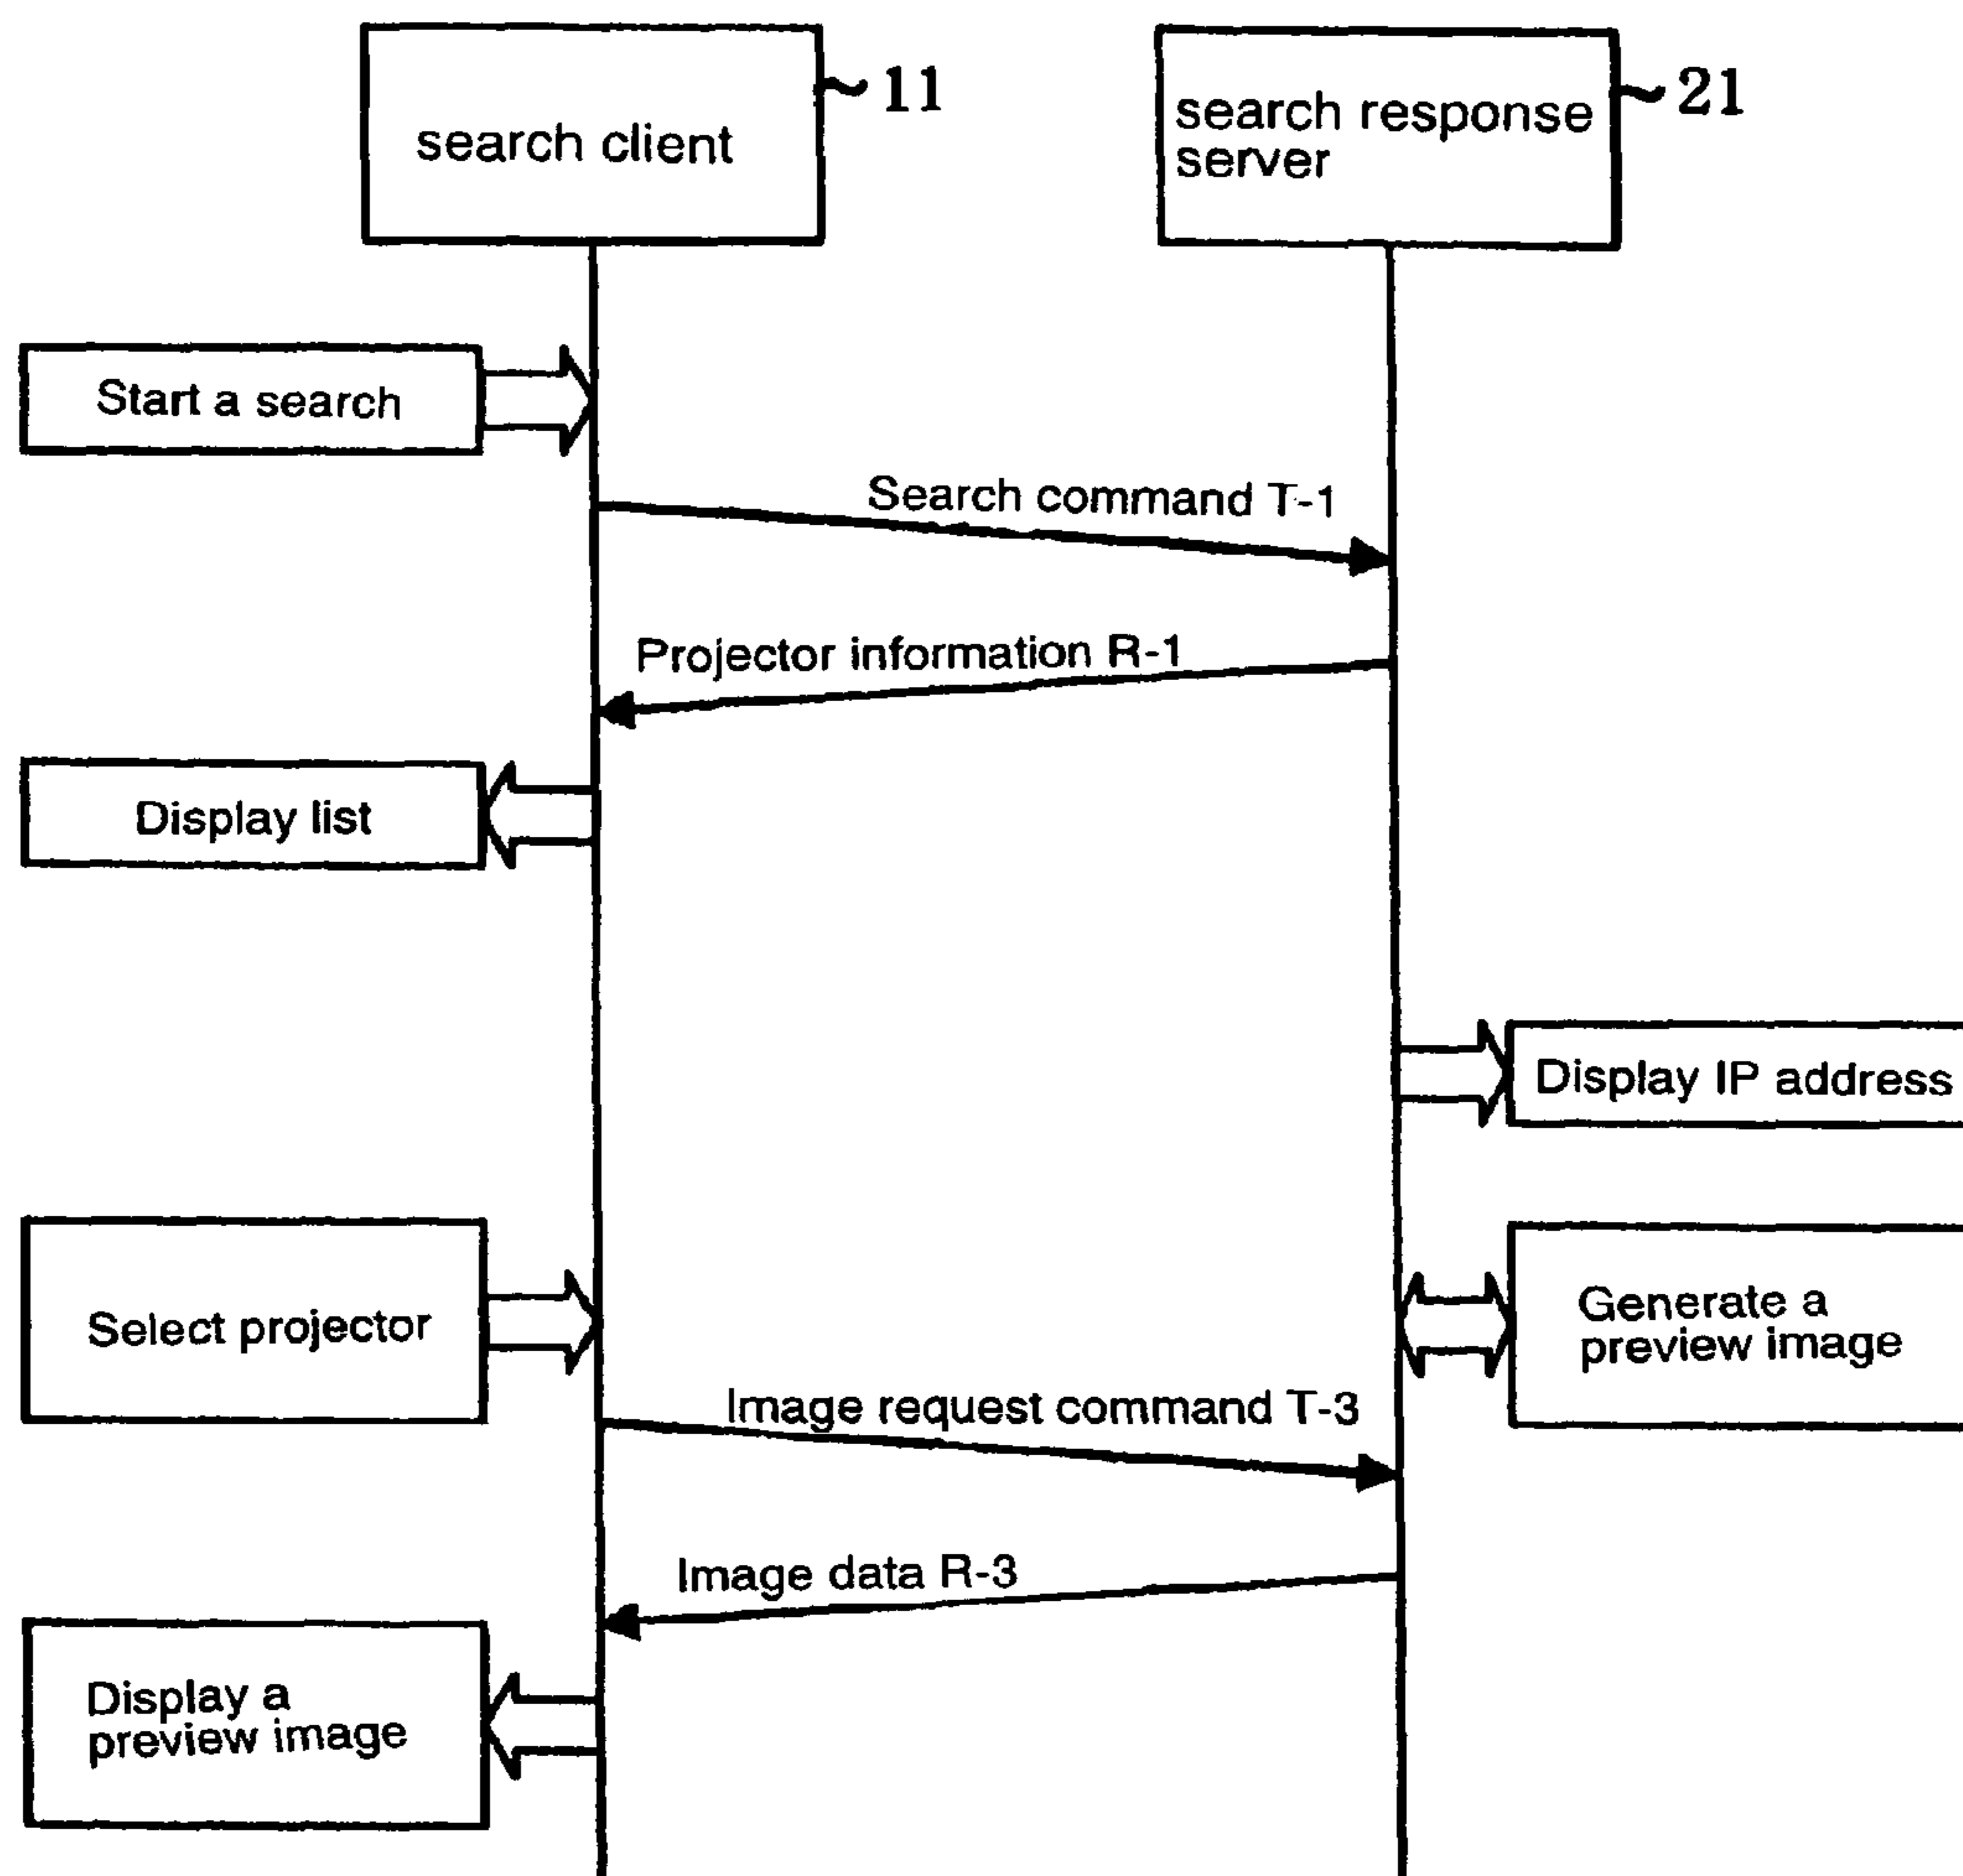 search client
11
search response
server
21
Start a search
Search command T-1
Projector information R-1
Display list
Display IP address
Select projector
Generate a
preview image
Image request command T-3
Image data R-3
Display a
preview image